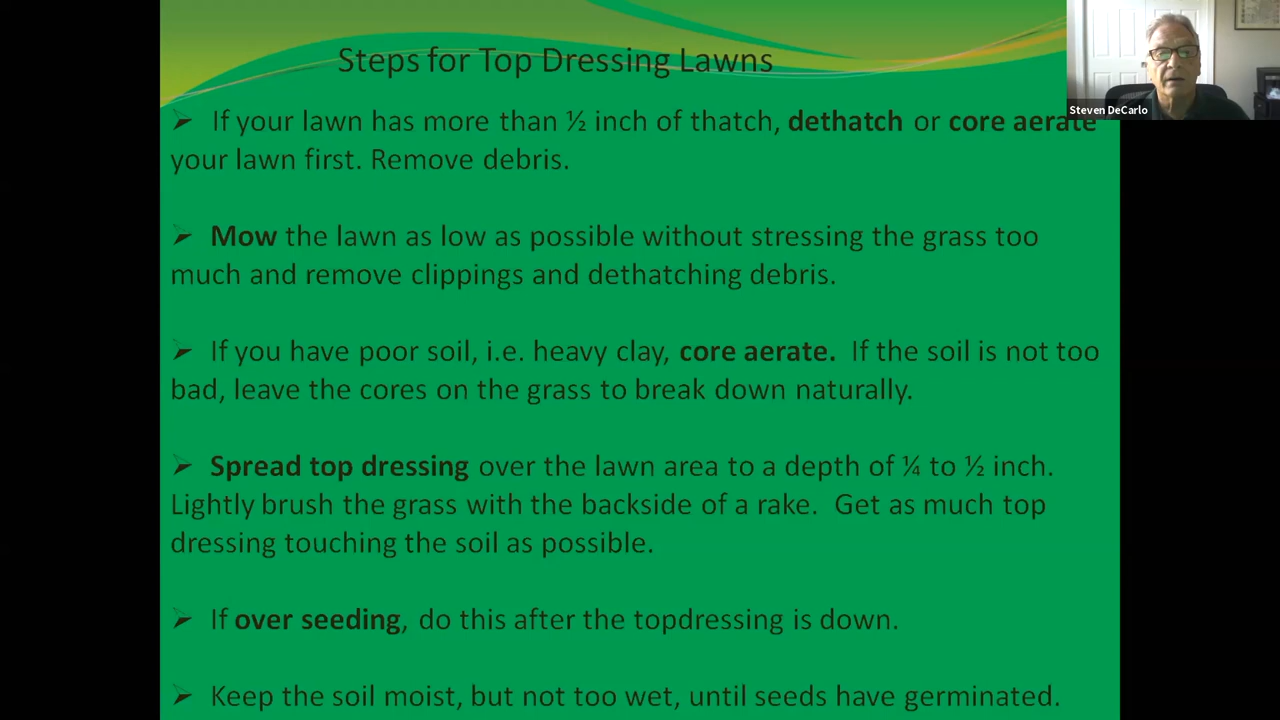 Steps for Top Dressing Lawns
Steven DeCarlo
➢ If your lawn has more than ½ inch of thatch, dethatch or core aerate
your lawn first. Remove debris.
➢ Mow the lawn as low as possible without stressing the grass too
much and remove clippings and dethatching debris.
➢ If you have poor soil, i.e. heavy clay, core aerate. If the soil is not too
bad, leave the cores on the grass to break down naturally.
➢ Spread top dressing over the lawn area to a depth of ¼ to ½ inch.
Lightly brush the grass with the backside of a rake. Get as much top
dressing touching the soil as possible.
➢ If over seeding, do this after the topdressing is down.
➢ Keep the soil moist, but not too wet, until seeds have germinated.